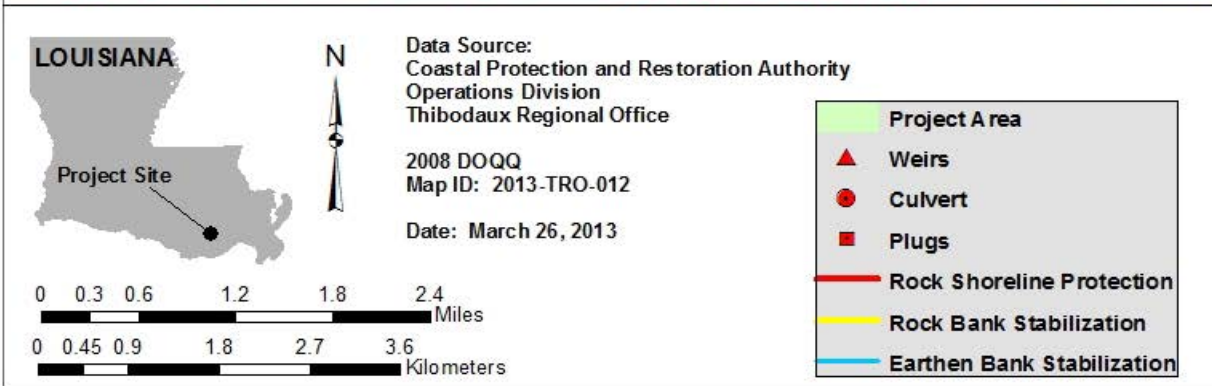 LOUISIANA
Project Site
N
Data Source:
Coastal Protection and Restoration Authority
Operations Division
Thibodaux Regional Office
2008 DOQQ
Map ID: 2013-TRO-012
Date: March 26, 2013
0 0.3 0.6 1.2 1.8 2.4
Miles
0 0.45 0.9 1.8 2.7 3.6
Kilometers
Project Area
Weirs
Culvert
Plugs
Rock Shoreline Protection
Rock Bank Stabilization
Earthen Bank Stabilization